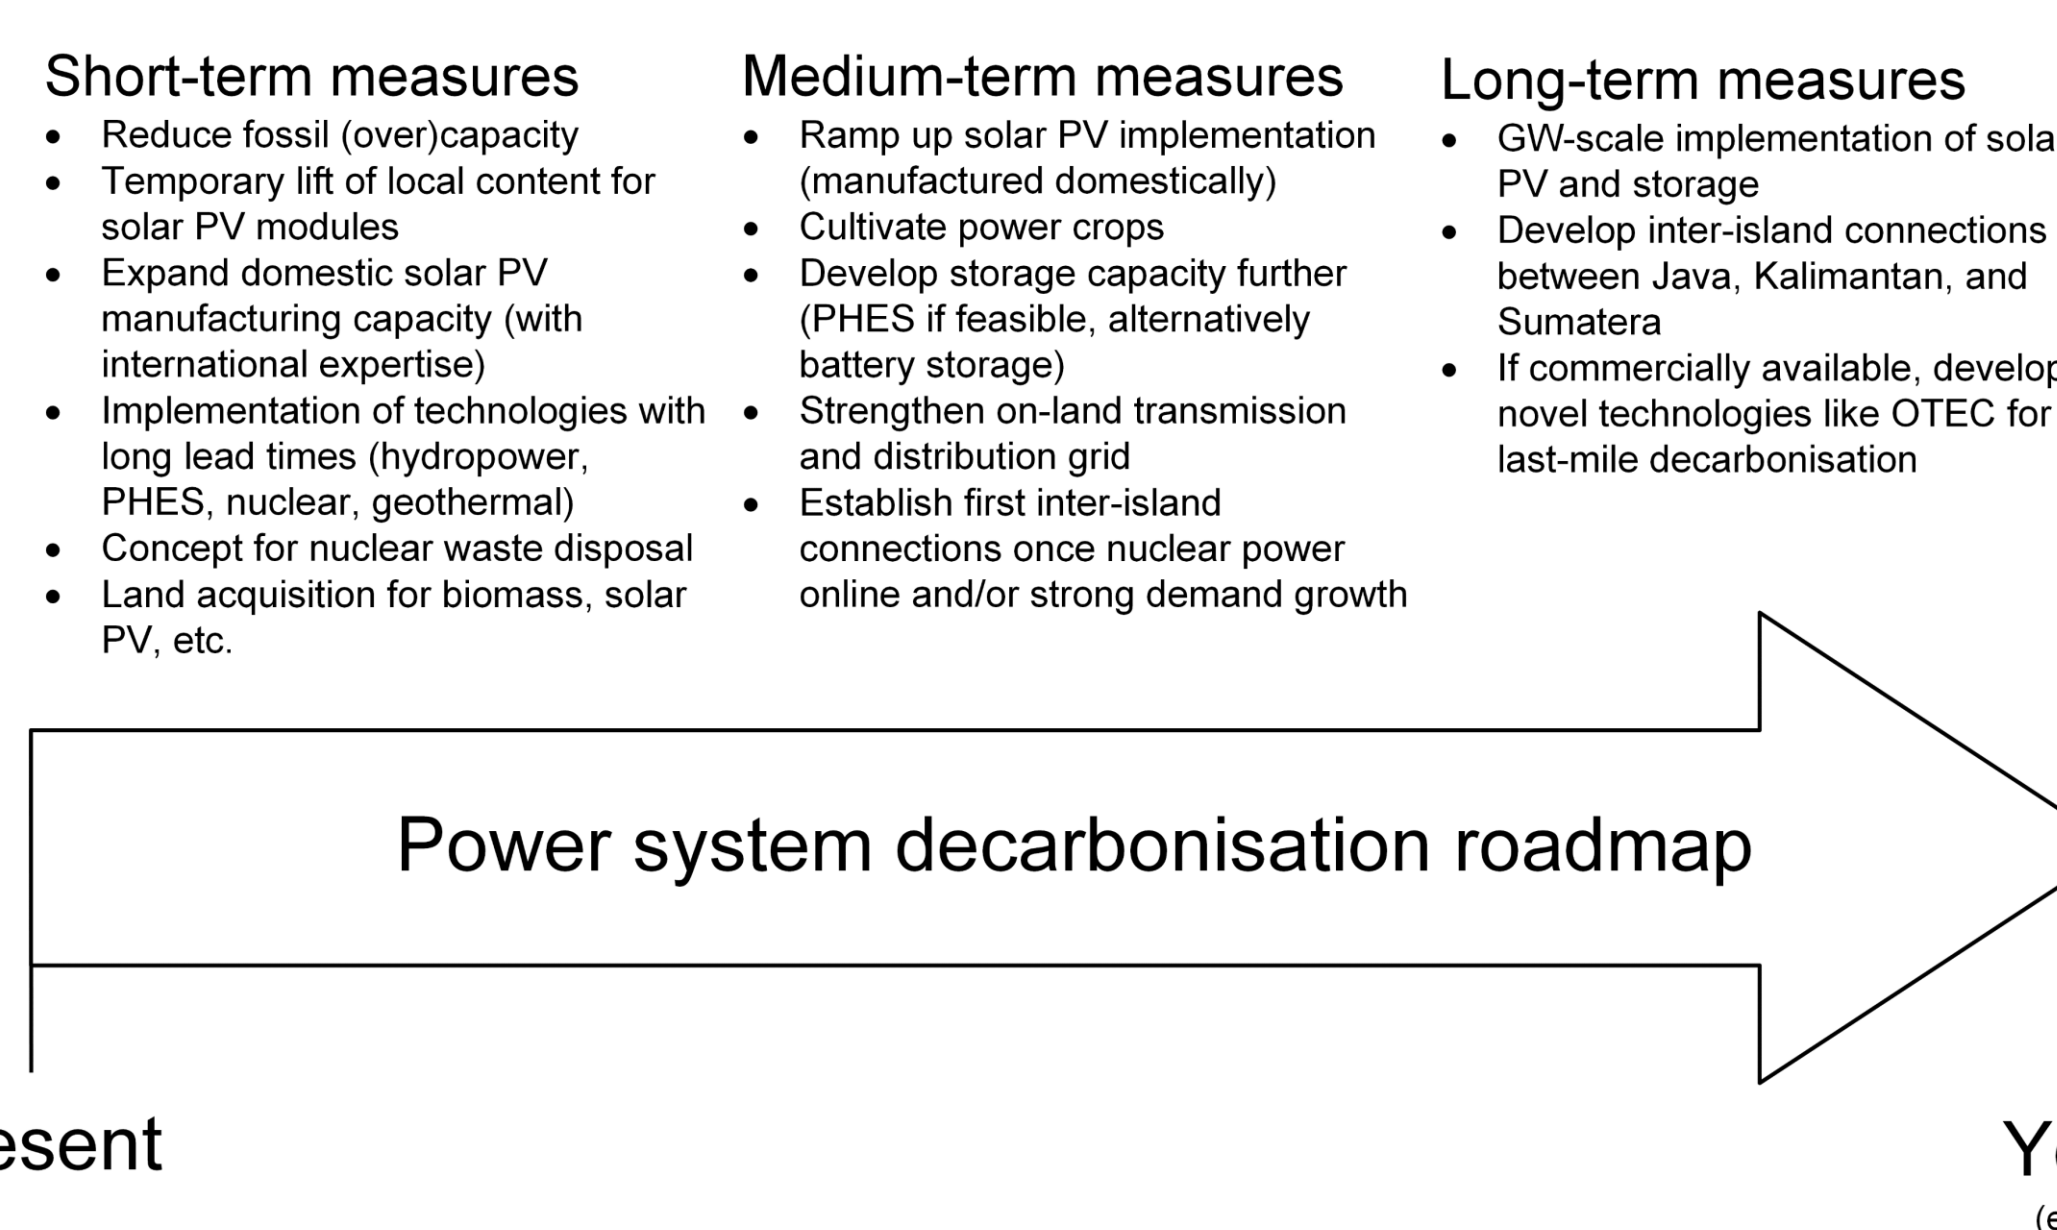 Short-term measures
• Reduce fossil (over)capacity
• Temporary lift of local content for
solar PV modules
• Expand domestic solar PV
manufacturing capacity (with
international expertise)
• Implementation of technologies with
long lead times (hydropower,
PHES, nuclear, geothermal)
• Concept for nuclear waste disposal
• Land acquisition for biomass, solar
PV, etc.
Medium-term measures
• Ramp up solar PV implementation
(manufactured domestically)
• Cultivate power crops
• Develop storage capacity further
(PHES if feasible, alternatively
battery storage)
• Strengthen on-land transmission
and distribution grid
• Establish first inter-island
connections once nuclear power
online and/or strong demand growth
Long-term measures
• GW-scale implementation of sola
PV and storage
• Develop inter-island connections
between Java, Kalimantan, and
Sumatera
• If commercially available, develop
novel technologies like OTEC for
last-mile decarbonisation
Power system decarbonisation roadmap
esent